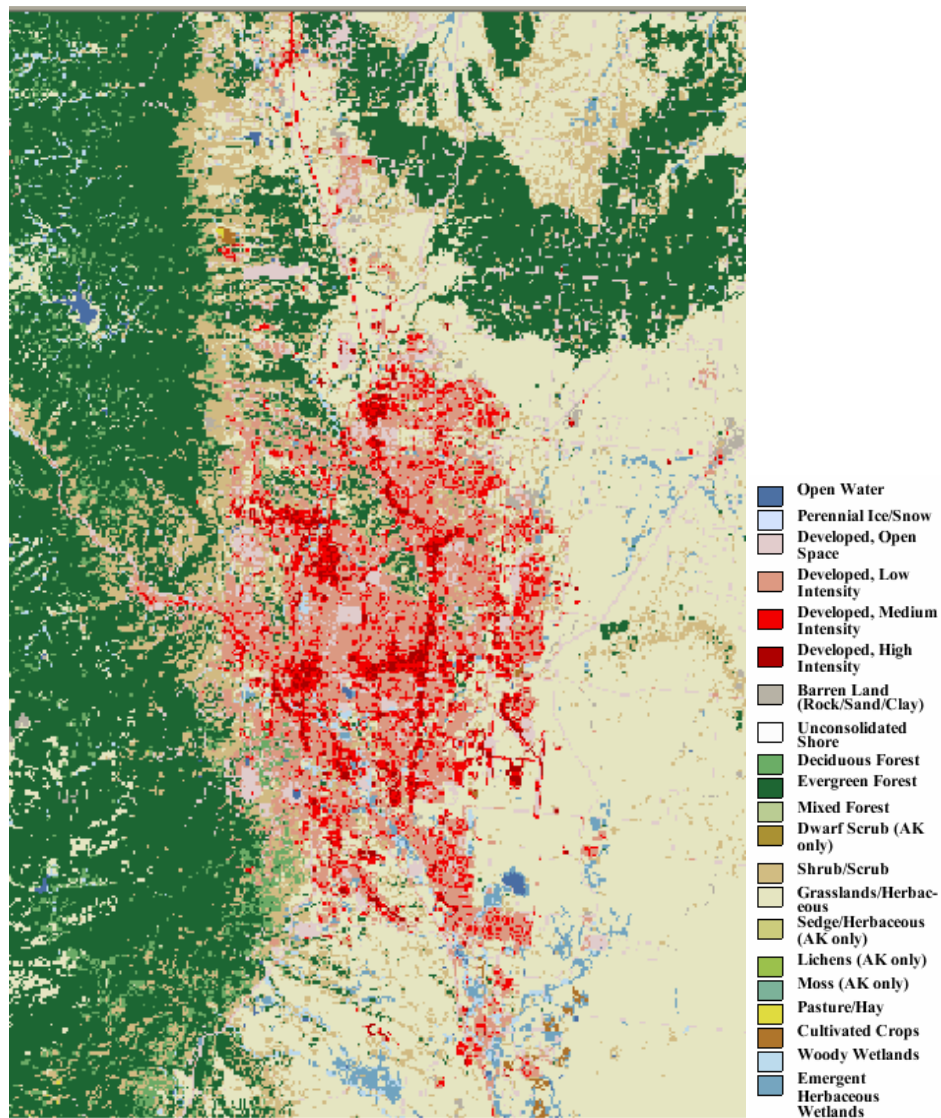 Open Water
Perennial Ice/Snow
Developed, Open
Space
Developed, Low
Intensity
Developed, Medium
Intensity
Developed, High
Intensity
Barren Land
(Rock/Sand/Clay)
Unconsolidated
Shore
Deciduous Forest
Evergreen Forest
Mixed Forest
Dwarf Scrub (AK
only)
Shrub/Scrub
Grasslands/Herbac-
eous
Sedge/Herbaceous
(AK only)
Lichens (AK only)
Moss (AK only)
Pasture/Hay
Cultivated Crops
Woody Wetlands
Emergent
Herbaceous
Wetlands